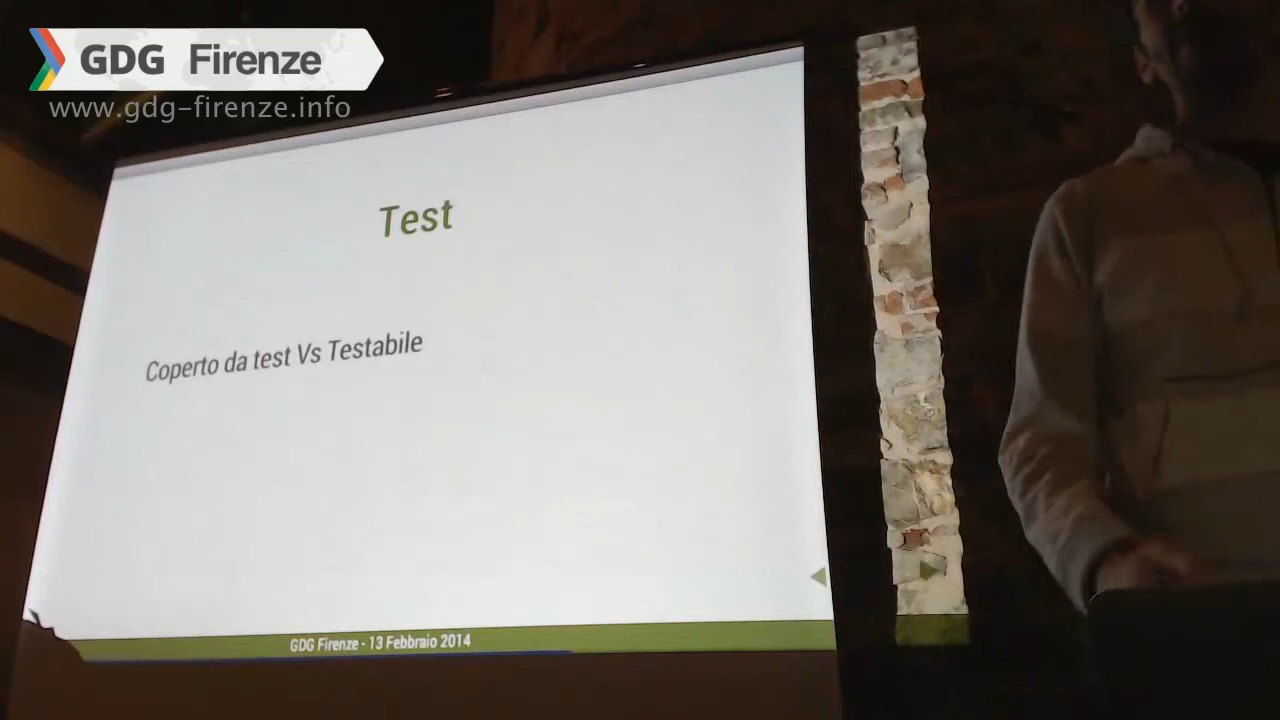 GDG Firenze
www.gdg-firenze.info
Test
Coperto da test Vs Testabile
GDG Firenze - 13 Febbraio 2014